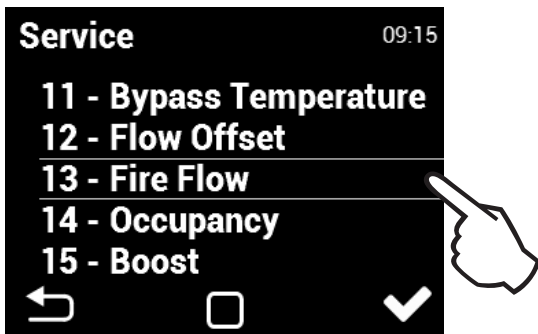 Service 09:15
11 - Bypass Temperature
12 - Flow Offset
13 - Fire Flow
14 - Occupancy
15 - Boost